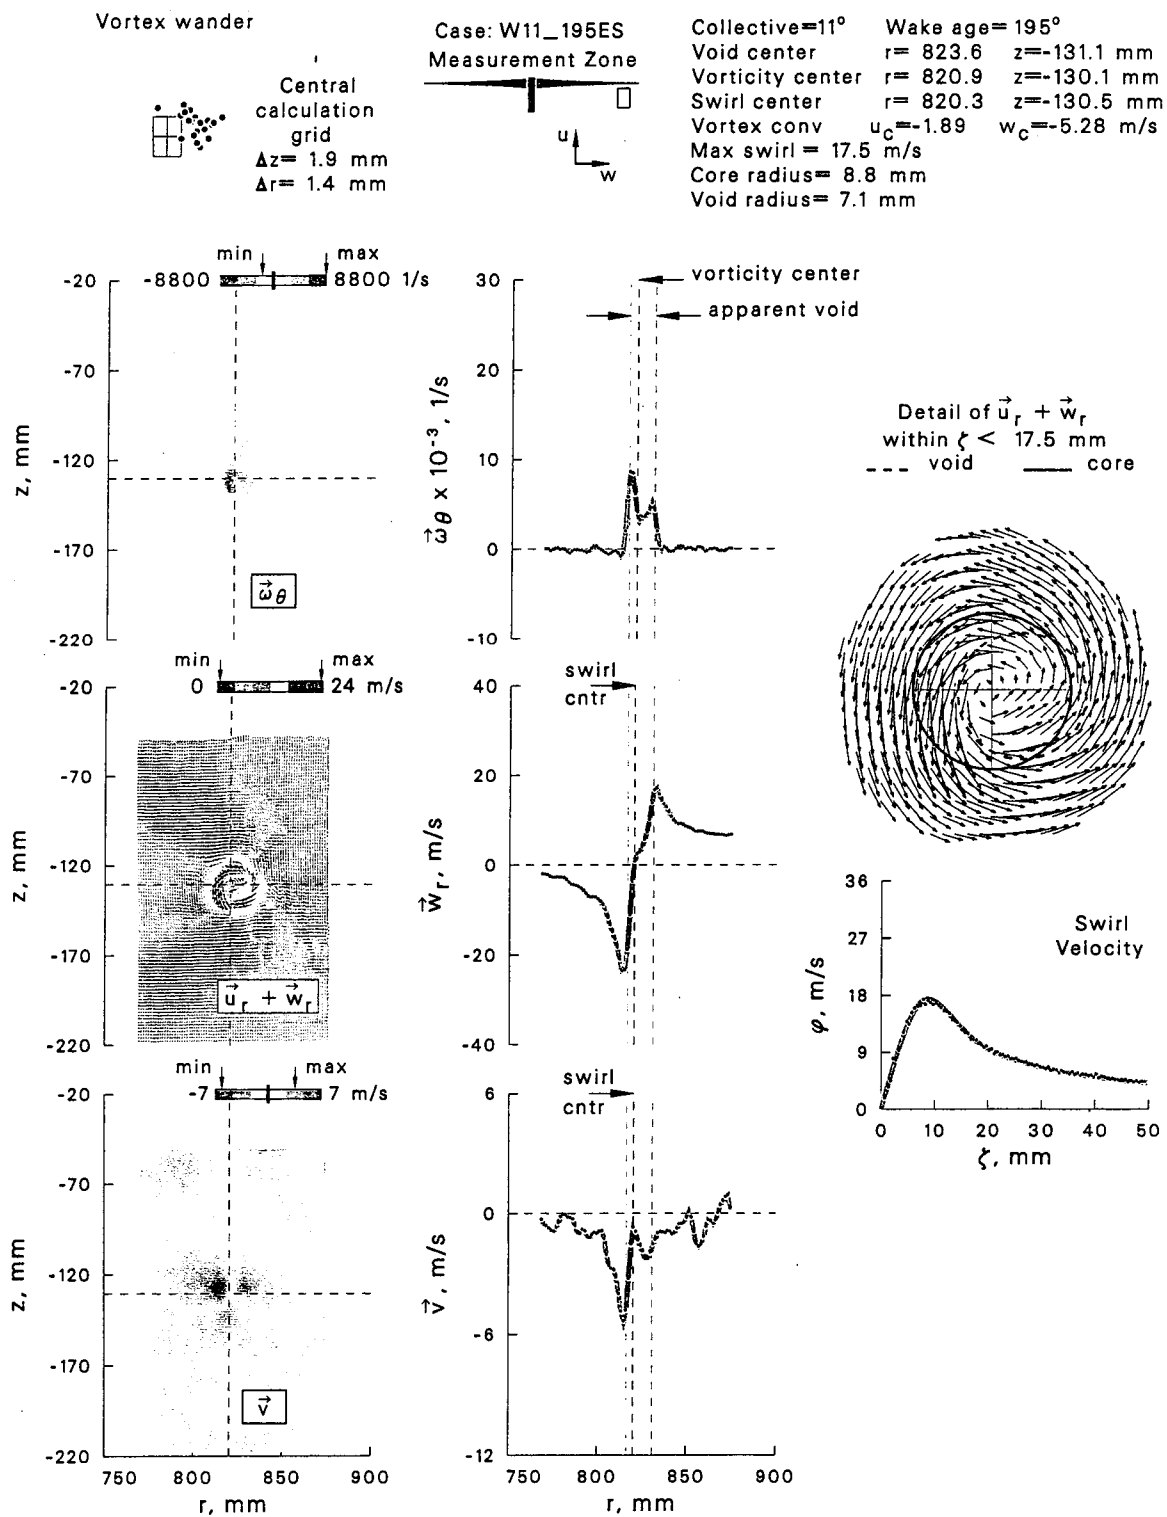 Vortex wander
Central
calculation
grid
Δz= 1.9 mm
Δr= 1.4 mm
Case: W11_195ES
Measurement Zone
u
w
Collective=11° Wake age= 195°
Void center r= 823.6 z=-131.1 mm
Vorticity center r= 820.9 z=-130.1 mm
Swirl center r= 820.3 z=-130.5 mm
Vortex conv u_c=-1.89 w_c=-5.28 m/s
Max swirl = 17.5 m/s
Core radius= 8.8 mm
Void radius= 7.1 mm
min max
-8800 8800 1/s
-20
-70
-120
-170
-220
z, mm
ω⃗θ
30
20
10
0
-10
ω⃗θ x 10⁻³, 1/s
vorticity center
apparent void
min max
0 24 m/s
-20
-70
-120
-170
-220
z, mm
u⃗r + w⃗r
40
20
0
-20
-40
w⃗r, m/s
swirl
cntr
Detail of u⃗r + w⃗r
within ζ < 17.5 mm
void core
36
27
18
9
0
φ, m/s
Swirl
Velocity
0 10 20 30 40 50
ζ, mm
min max
-7 7 m/s
-20
-70
-120
-170
-220
z, mm
v⃗
750 800 850 900
r, mm
6
0
-6
-12
v⃗, m/s
swirl
cntr
750 800 850 900
r, mm